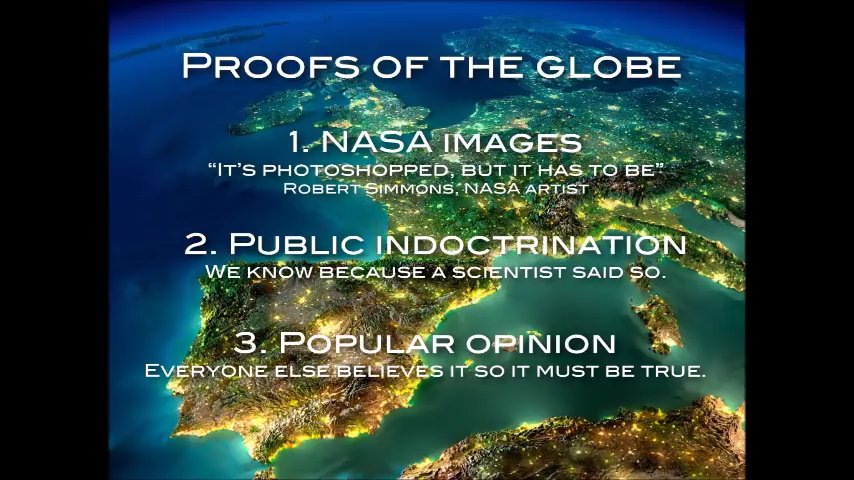 PROOFS OF THE GLOBE
1. NASA IMAGES
“IT'S PHOTOSHOPPED, BUT IT HAS TO BE”
ROBERT SIMMONS, NASA ARTIST
2. PUBLIC INDOCTRINATION
WE KNOW BECAUSE A SCIENTIST SAID SO.
3. POPULAR OPINION
EVERYONE ELSE BELIEVES IT SO IT MUST BE TRUE.